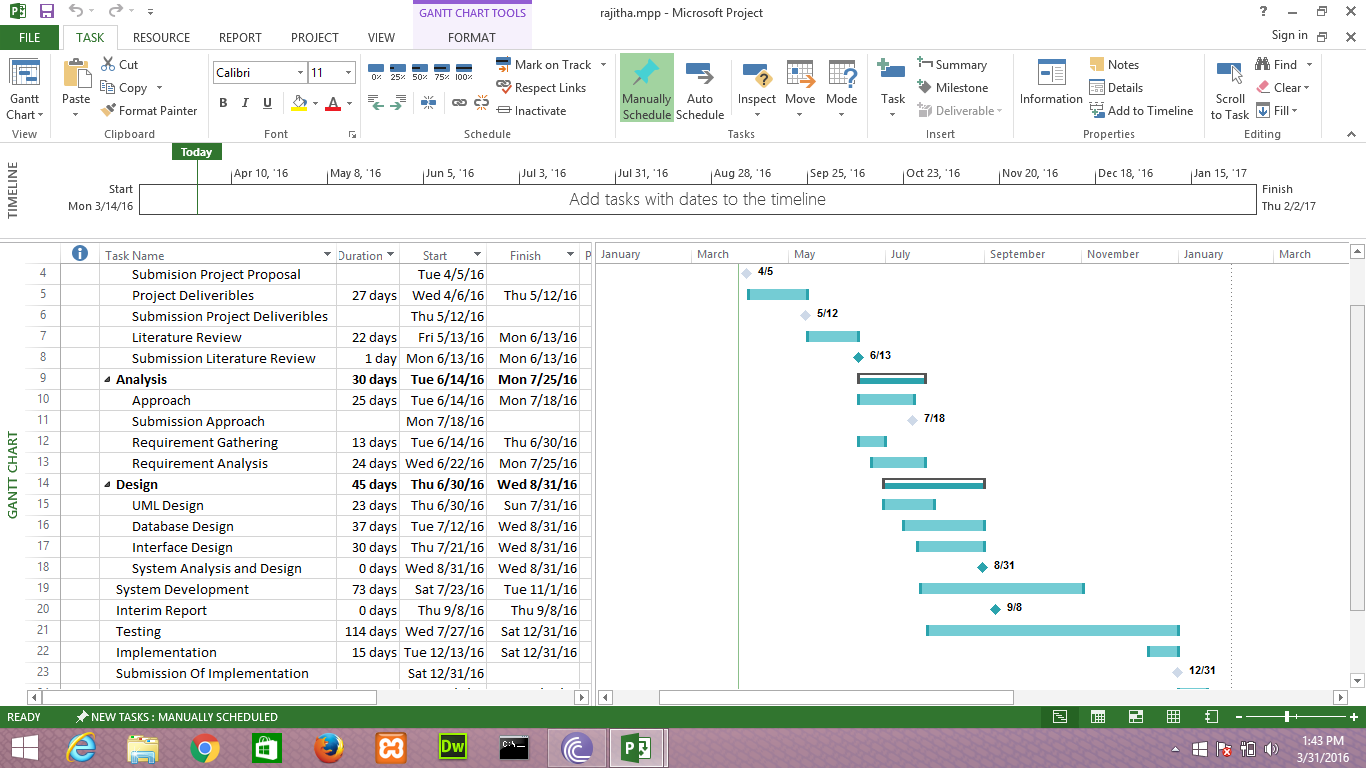 GANTT CHART TOOLS
rajitha.mpp - Microsoft Project
FILE TASK RESOURCE REPORT PROJECT VIEW FORMAT Sign in
Gantt Chart
View
Paste
Cut
Copy
Format Painter
Clipboard
Calibri 11
B I U A
Font
0% 25% 50% 75% 100%
Mark on Track
Respect Links
Inactivate
Schedule
Manually Schedule
Auto Schedule
Inspect
Move
Mode
Tasks
Task
Summary
Milestone
Deliverable
Insert
Information
Notes
Details
Add to Timeline
Properties
Scroll to Task
Find
Clear
Fill
Editing
TIMELINE
Today
Apr 10, '16 May 8, '16 Jun 5, '16 Jul 3, '16 Jul 31, '16 Aug 28, '16 Sep 25, '16 Oct 23, '16 Nov 20, '16 Dec 18, '16 Jan 15, '17
Start
Mon 3/14/16
Add tasks with dates to the timeline
Finish
Thu 2/2/17
GANTT CHART
Task Name Duration Start Finish P
January March May July September November January March
4 Submision Project Proposal Tue 4/5/16 4/5
5 Project Deliveribles 27 days Wed 4/6/16 Thu 5/12/16
6 Submission Project Deliveribles Thu 5/12/16 5/12
7 Literature Review 22 days Fri 5/13/16 Mon 6/13/16
8 Submission Literature Review 1 day Mon 6/13/16 Mon 6/13/16 6/13
9 Analysis 30 days Tue 6/14/16 Mon 7/25/16
10 Approach 25 days Tue 6/14/16 Mon 7/18/16
11 Submission Approach Mon 7/18/16 7/18
12 Requirement Gathering 13 days Tue 6/14/16 Thu 6/30/16
13 Requirement Analysis 24 days Wed 6/22/16 Mon 7/25/16
14 Design 45 days Thu 6/30/16 Wed 8/31/16
15 UML Design 23 days Thu 6/30/16 Sun 7/31/16
16 Database Design 37 days Tue 7/12/16 Wed 8/31/16
17 Interface Design 30 days Thu 7/21/16 Wed 8/31/16
18 System Analysis and Design 0 days Wed 8/31/16 Wed 8/31/16 8/31
19 System Development 73 days Sat 7/23/16 Tue 11/1/16
20 Interim Report 0 days Thu 9/8/16 Thu 9/8/16 9/8
21 Testing 114 days Wed 7/27/16 Sat 12/31/16
22 Implementation 15 days Tue 12/13/16 Sat 12/31/16
23 Submission Of Implementation Sat 12/31/16 12/31
READY NEW TASKS : MANUALLY SCHEDULED
Dw
1:43 PM
3/31/2016